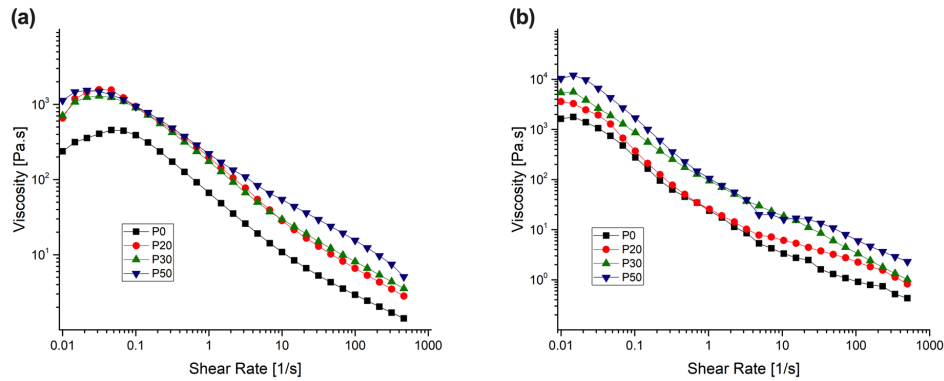 (a)
Viscosity [Pa.s]
10³
10²
10¹
P0
P20
P30
P50
0.01 0.1 1 10 100 1000
Shear Rate [1/s]
(b)
Viscosity [Pa.s]
10⁴
10³
10²
10¹
10⁰
P0
P20
P30
P50
0.01 0.1 1 10 100 1000
Shear Rate [1/s]